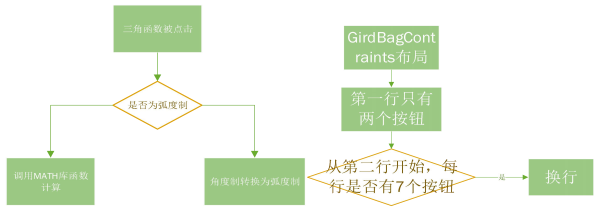 三角函数被点击
是否为弧度制
调用MATH库函数
计算
角度制转换为弧度制
GirdBagCont
raints布局
第一行只有
两个按钮
从第二行开始，每
行是否有7个按钮
是
换行